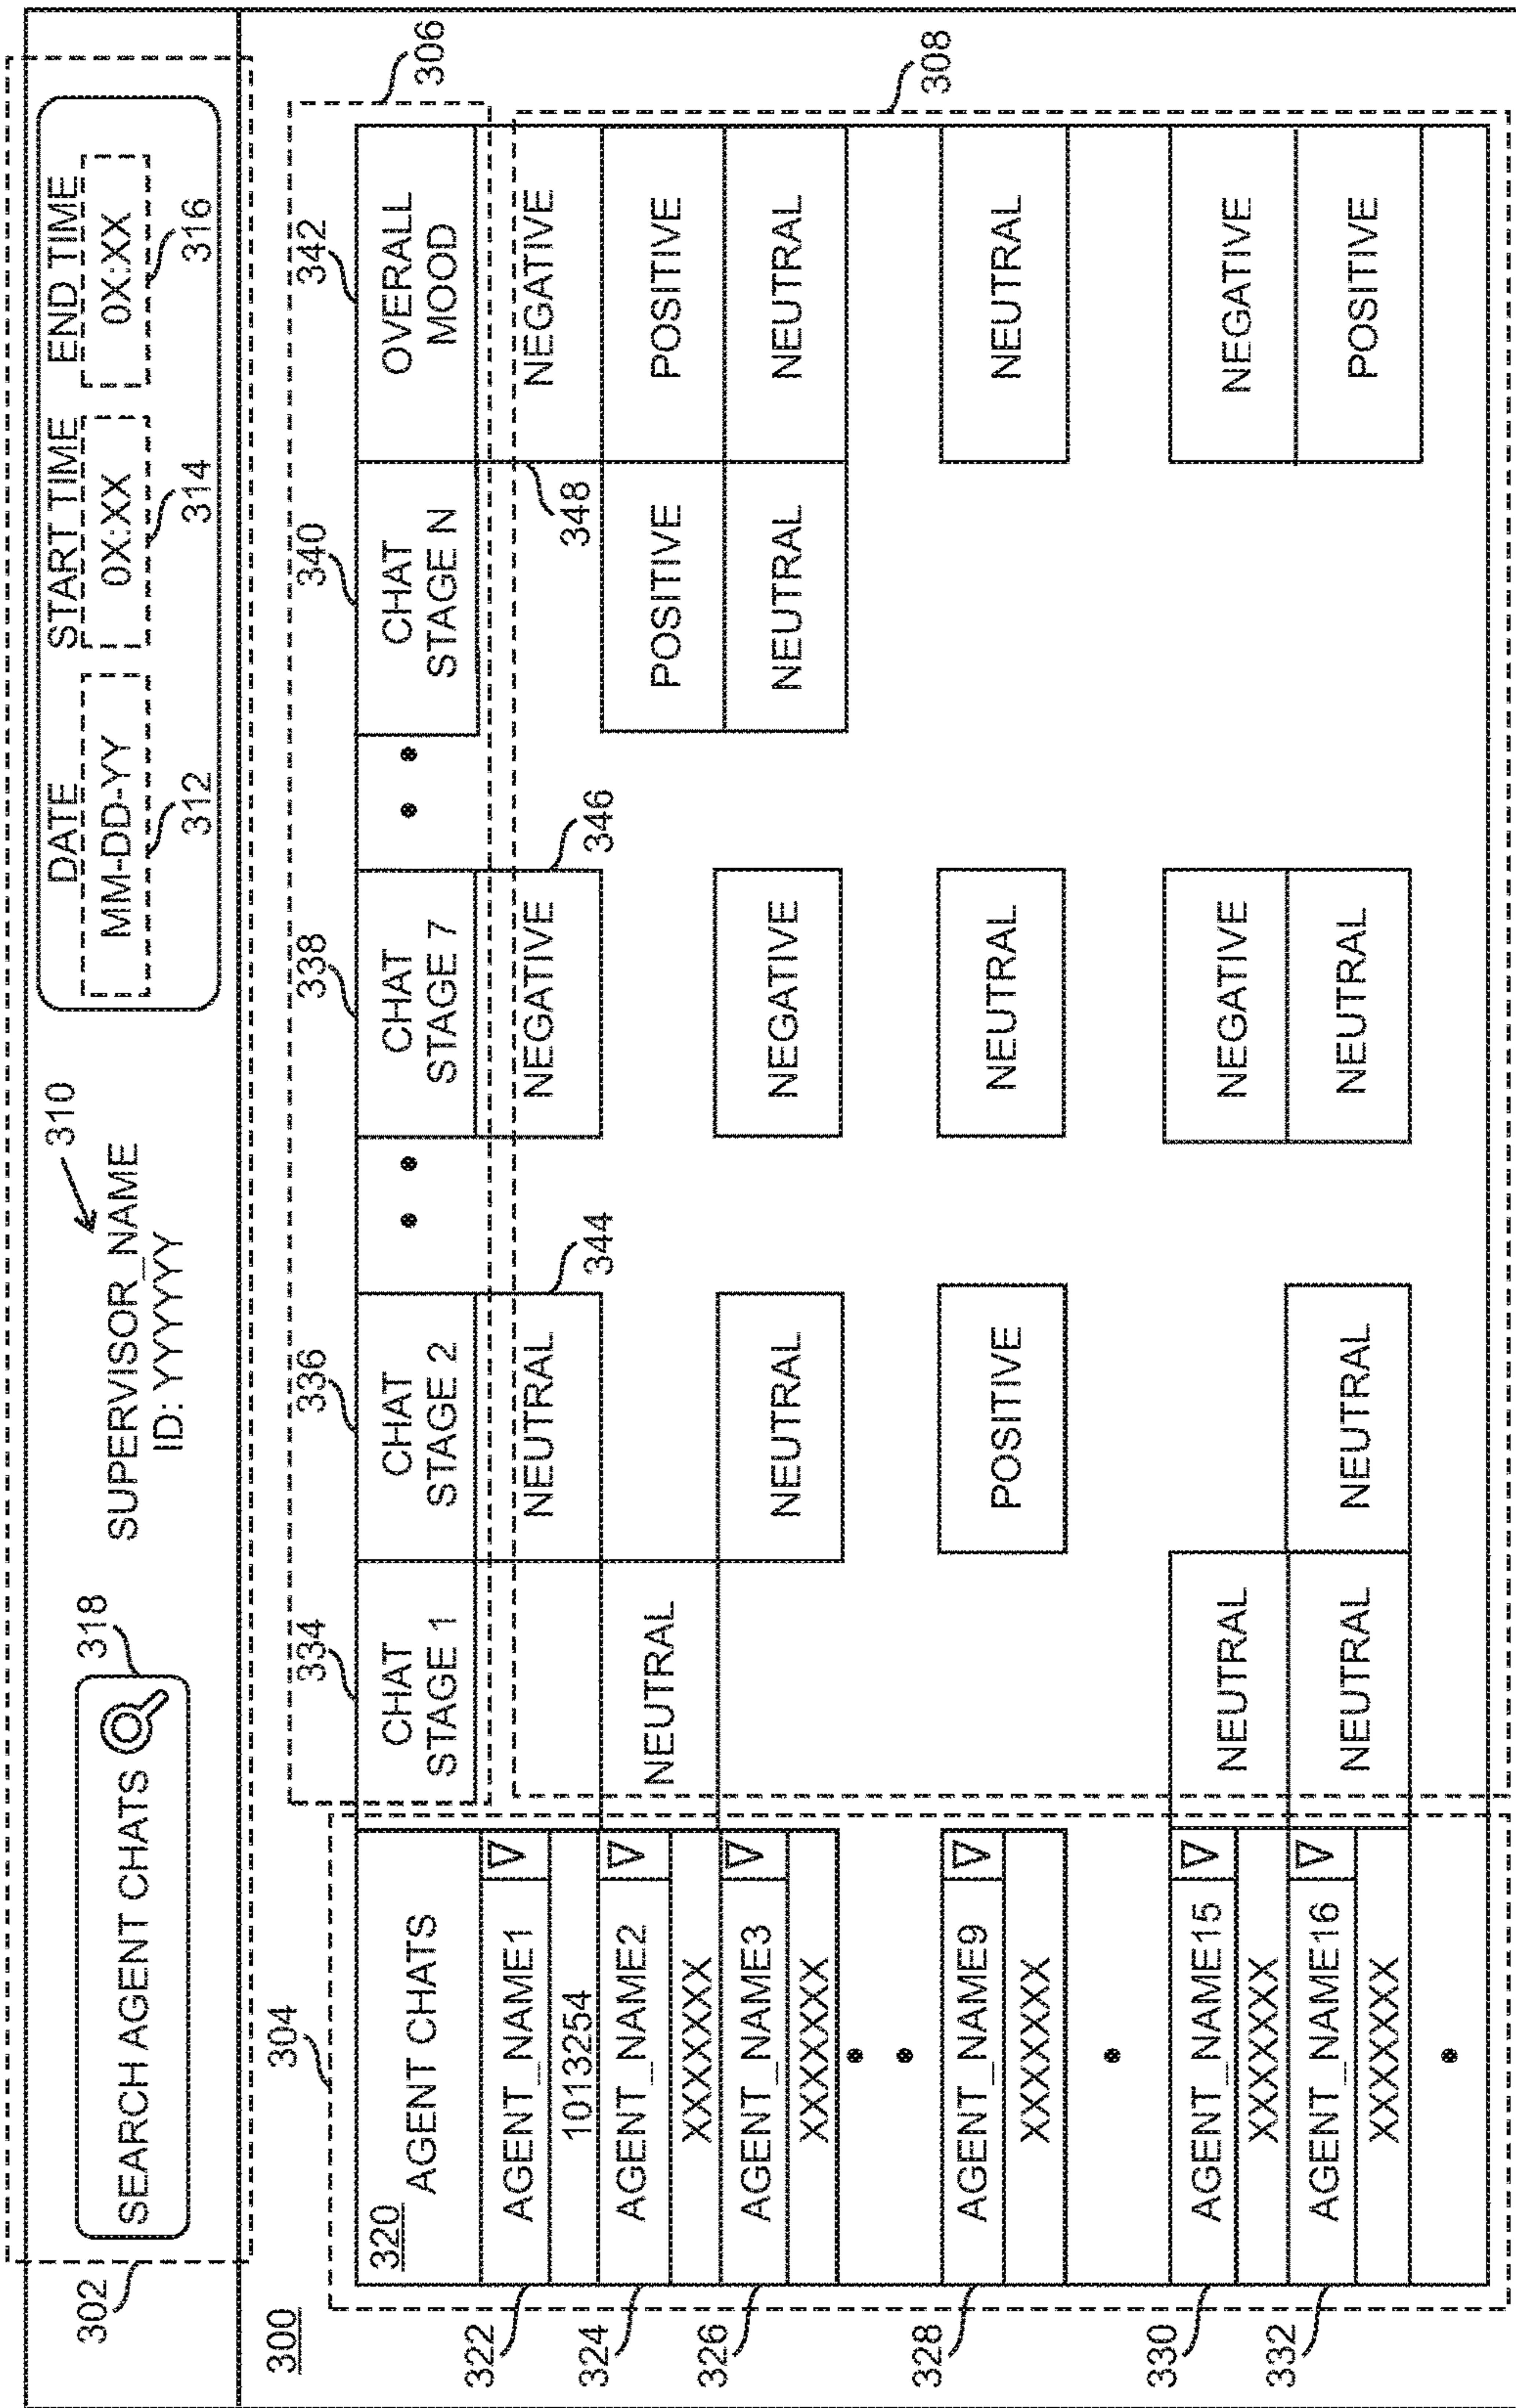 302
SEARCH AGENT CHATS
318
SUPERVISOR_NAME
ID: YYYYYY
310
DATE
START TIME
END TIME
MM-DD-YY
0X:XX
0X:XX
312
314
316
300
304
306
334
336
338
340
342
320
AGENT CHATS
CHAT
STAGE 1
CHAT
STAGE 2
CHAT
STAGE 7
CHAT
STAGE N
OVERALL
MOOD
322
AGENT_NAME1
1013254
NEUTRAL
344
NEGATIVE
346
348
NEGATIVE
308
324
AGENT_NAME2
XXXXXXX
NEUTRAL
POSITIVE
POSITIVE
326
AGENT_NAME3
XXXXXXX
NEUTRAL
NEGATIVE
NEUTRAL
NEUTRAL
328
AGENT_NAME9
XXXXXXX
POSITIVE
NEUTRAL
NEUTRAL
330
AGENT_NAME15
XXXXXXX
NEUTRAL
NEGATIVE
NEGATIVE
332
AGENT_NAME16
XXXXXXX
NEUTRAL
NEUTRAL
NEUTRAL
POSITIVE